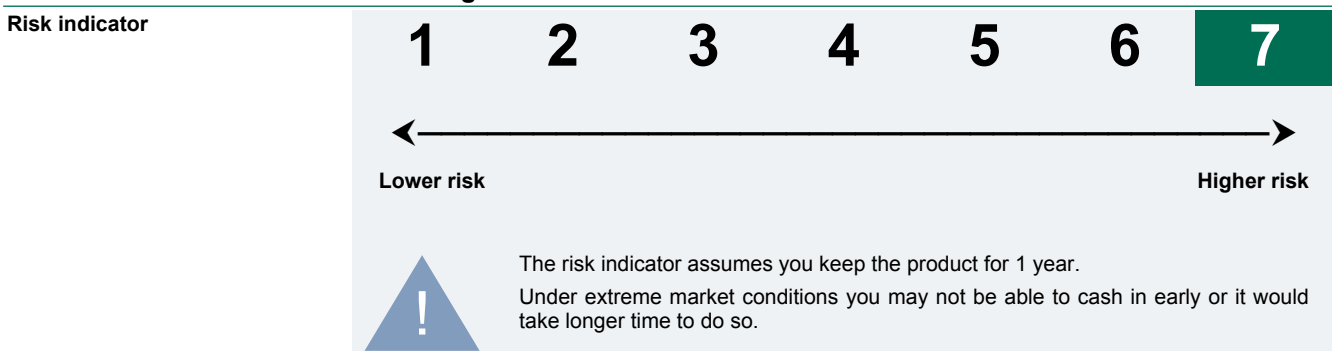 Risk indicator
1 2 3 4 5 6 7
Lower risk Higher risk
The risk indicator assumes you keep the product for 1 year.
! Under extreme market conditions you may not be able to cash in early or it would
take longer time to do so.